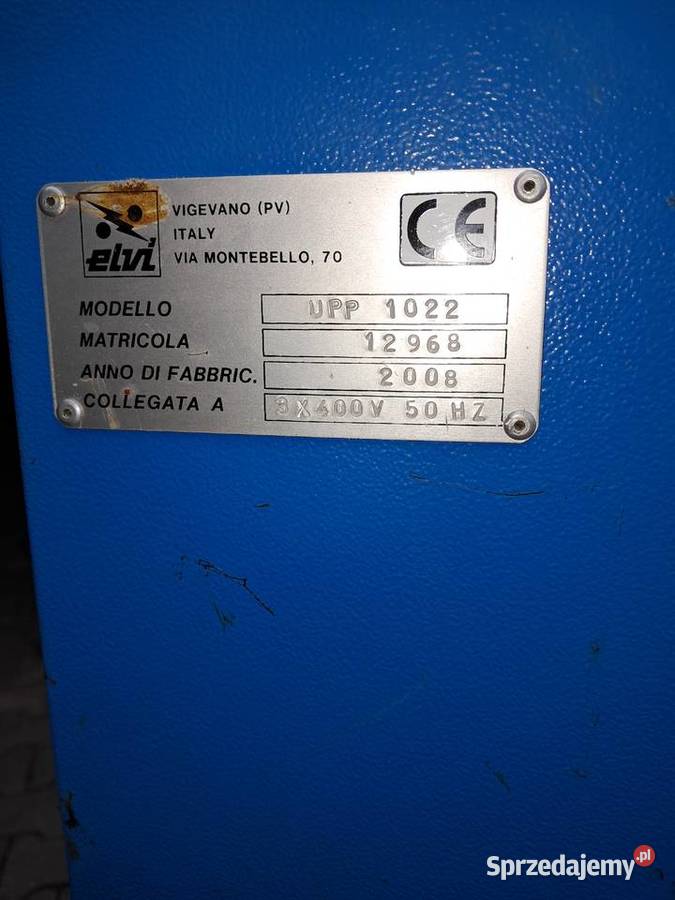 elvi
VIGEVANO (PV)
ITALY
VIA MONTEBELLO, 70
CE
MODELLO UPP 1022
MATRICOLA 12968
ANNO DI FABBRIC. 2008
COLLEGATA A 3X400V 50 HZ
Sprzedajemy.pl